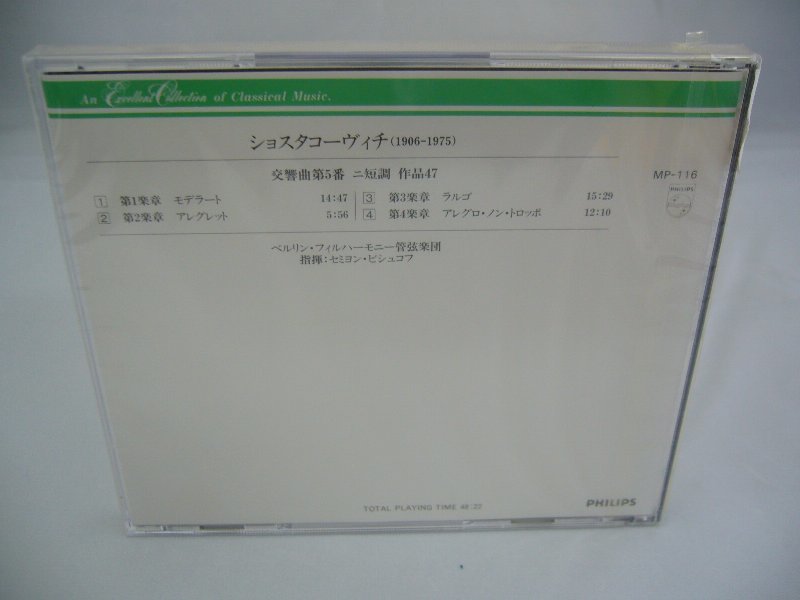 An Excellent Collection of Classical Music.
ショスタコーヴィチ(1906-1975)
交響曲第5番 ニ短調 作品47
MP-116
PHILIPS
1 第1楽章 モデラート 14:47
2 第2楽章 アレグレット 5:56
3 第3楽章 ラルゴ 15:29
4 第4楽章 アレグロ・ノン・トロッポ 12:10
ベルリン・フィルハーモニー管弦楽団
指揮:セミヨン・ビシュコフ
TOTAL PLAYING TIME 48:22
PHILIPS